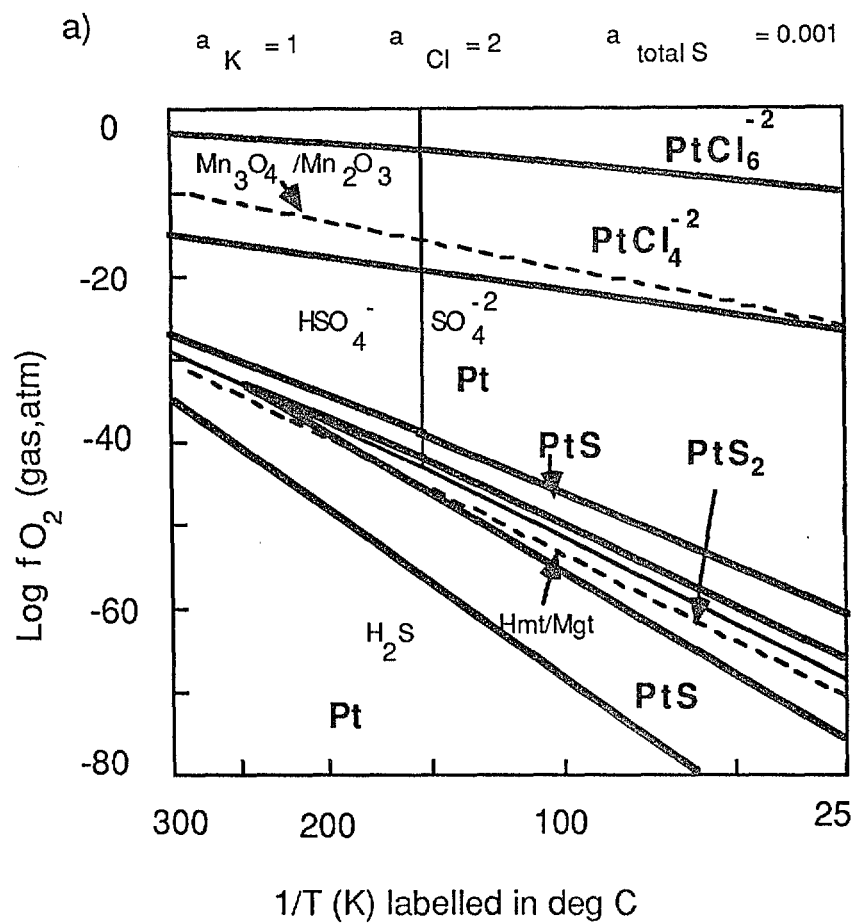 a)
a K = 1 a Cl = 2 a total S = 0.001
0
-20
-40
-60
-80
Log fO₂ (gas,atm)
PtCl₆⁻²
Mn₃O₄ /Mn₂O₃
PtCl₄⁻²
HSO₄⁻
SO₄⁻²
Pt
PtS
PtS₂
Hmt/Mgt
H₂S
PtS
Pt
300
200
100
25
1/T (K) labelled in deg C